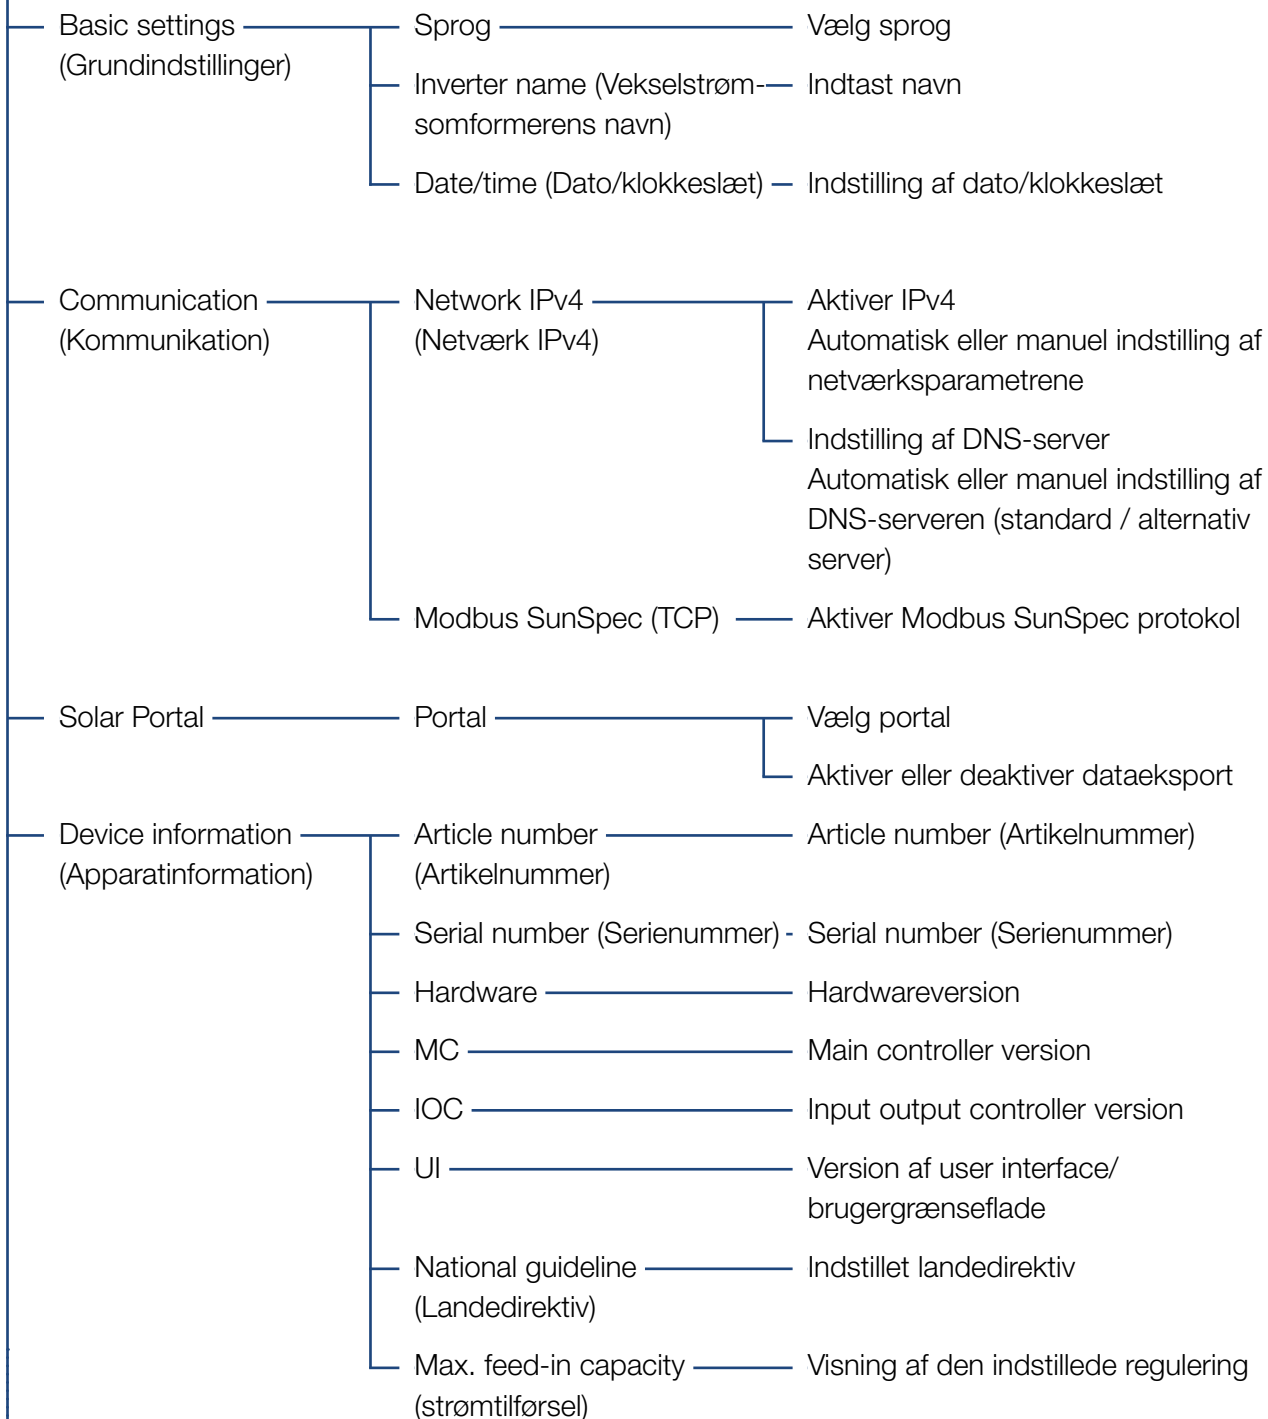 Basic settings Sprog Vælg sprog
(Grundindstillinger)
Inverter name (Vekselstrøm- Indtast navn
somformerens navn)
Date/time (Dato/klokkeslæt) Indstilling af dato/klokkeslæt
Communication Network IPv4 Aktiver IPv4
(Kommunikation) (Netværk IPv4) Automatisk eller manuel indstilling af
netværksparametrene
Indstilling af DNS-server
Automatisk eller manuel indstilling af
DNS-serveren (standard / alternativ
server)
Modbus SunSpec (TCP) Aktiver Modbus SunSpec protokol
Solar Portal Portal Vælg portal
Aktiver eller deaktiver dataeksport
Device information Article number Article number (Artikelnummer)
(Apparatinformation) (Artikelnummer)
Serial number (Serienummer) Serial number (Serienummer)
Hardware Hardwareversion
MC Main controller version
IOC Input output controller version
UI Version af user interface/
brugergrænseflade
National guideline Indstillet landedirektiv
(Landedirektiv)
Max. feed-in capacity Visning af den indstillede regulering
(strømtilførsel)